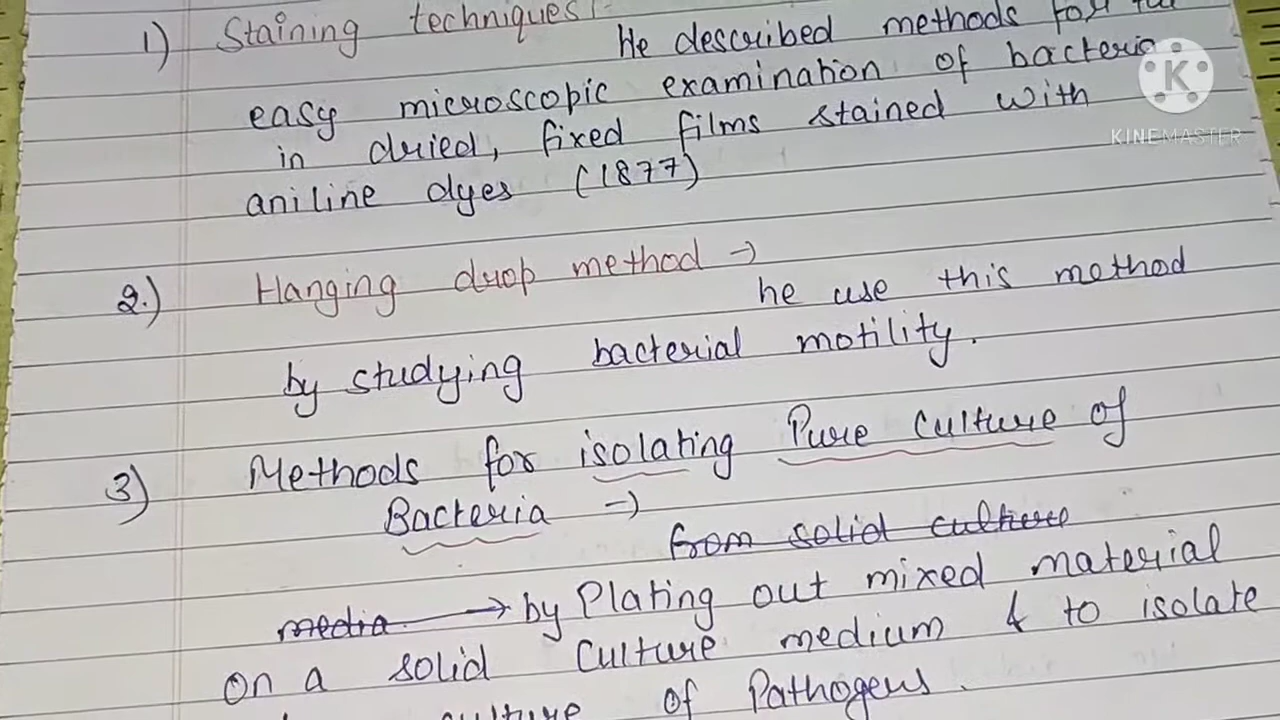 1) Staining techniques:-
He described methods for the
easy microscopic examination of bacteria
in dried, fixed films stained with
aniline dyes (1877)
2.) Hanging drop method →
he use this method
by studying bacterial motility.
3) Methods for isolating Pure Culture of
Bacteria →
from solid culture
media → by Plating out mixed material
on a solid culture medium & to isolate
culture of Pathogens.
K
KINEMASTER